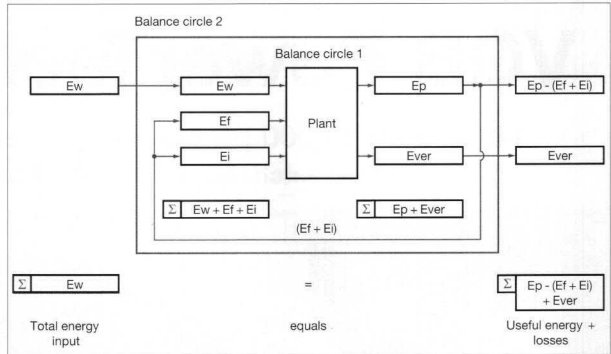 Balance circle 2
Balance circle 1
Ew
Ew
Ep
Ep - (Ef + Ei)
Ef
Plant
Ei
Ever
Ever
Σ Ew + Ef + Ei
Σ Ep + Ever
(Ef + Ei)
Σ Ew
=
Σ Ep - (Ef + Ei)
+ Ever
Total energy
input
equals
Useful energy +
losses